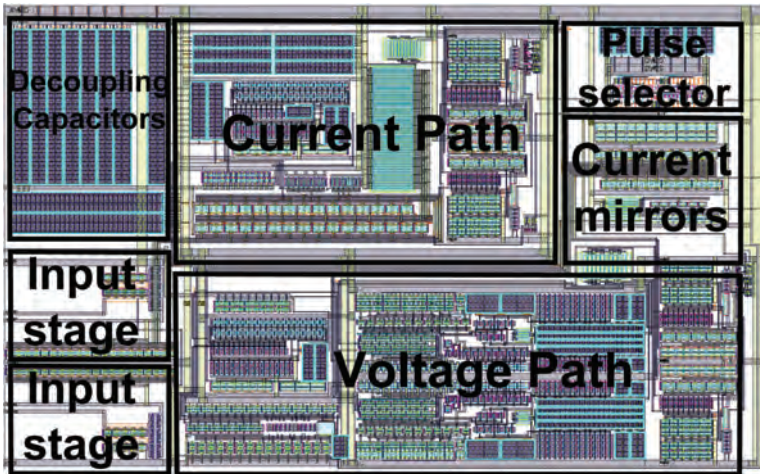 Decoupling
Capacitors
Current Path
Pulse
selector
Current
mirrors
Input
stage
Input
stage
Voltage Path